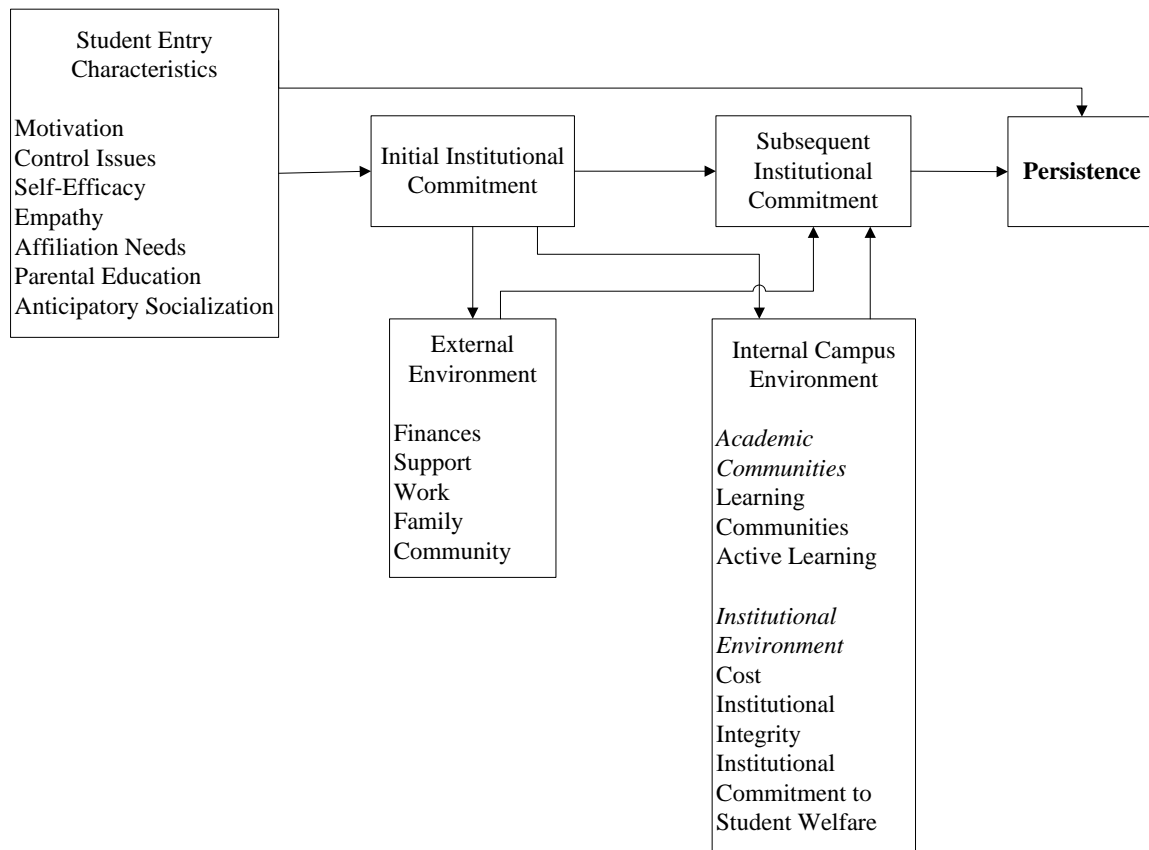 Student Entry
Characteristics
Motivation
Control Issues
Self-Efficacy
Empathy
Affiliation Needs
Parental Education
Anticipatory Socialization
Initial Institutional
Commitment
Subsequent
Institutional
Commitment
Persistence
External
Environment
Finances
Support
Work
Family
Community
Internal Campus
Environment
Academic
Communities
Learning
Communities
Active Learning
Institutional
Environment
Cost
Institutional
Integrity
Institutional
Commitment to
Student Welfare